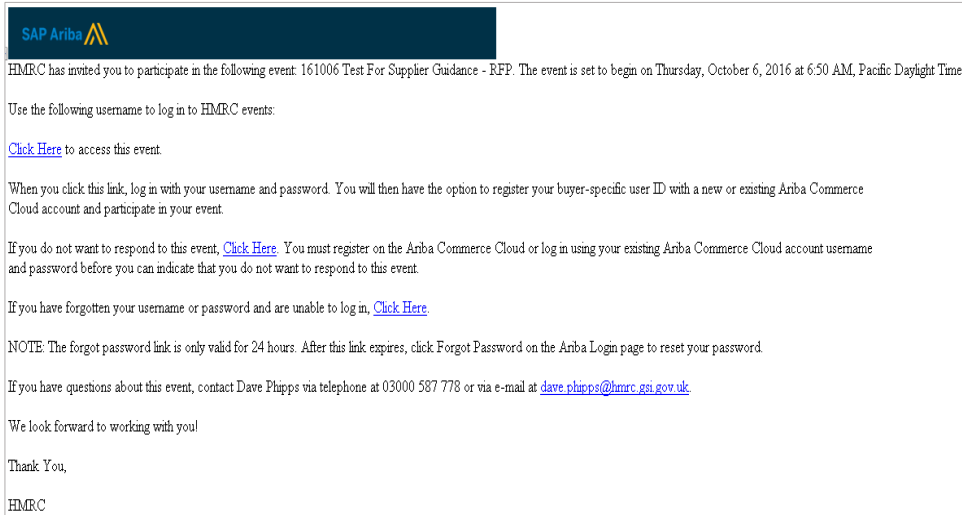 SAP Ariba
HMRC has invited you to participate in the following event: 161006 Test For Supplier Guidance - RFP. The event is set to begin on Thursday, October 6, 2016 at 6:50 AM, Pacific Daylight Time
Use the following username to log in to HMRC events:
Click Here to access this event.
When you click this link, log in with your username and password. You will then have the option to register your buyer-specific user ID with a new or existing Ariba Commerce
Cloud account and participate in your event.
If you do not want to respond to this event, Click Here. You must register on the Ariba Commerce Cloud or log in using your existing Ariba Commerce Cloud account username
and password before you can indicate that you do not want to respond to this event.
If you have forgotten your username or password and are unable to log in, Click Here.
NOTE: The forgot password link is only valid for 24 hours. After this link expires, click Forgot Password on the Ariba Login page to reset your password.
If you have questions about this event, contact Dave Phipps via telephone at 03000 587 778 or via e-mail at dave.phipps@hmrc.gsi.gov.uk.
We look forward to working with you!
Thank You,
HMRC